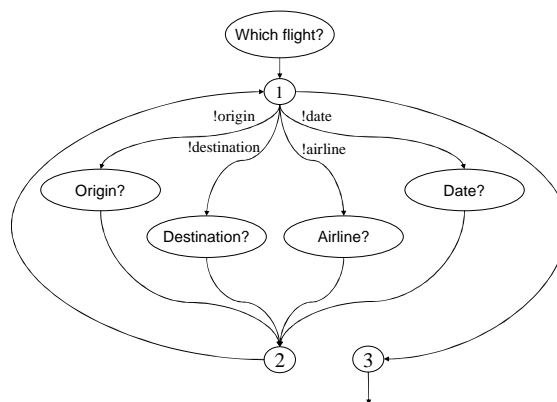 Which flight?
1
!origin
!date
!destination
!airline
Origin?
Date?
Destination?
Airline?
2
3